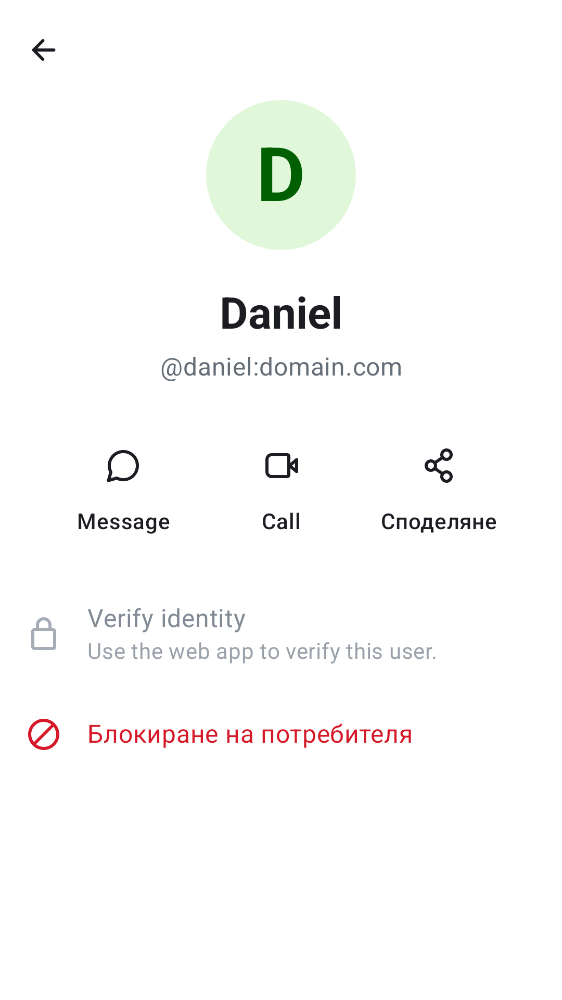 D
Daniel
@daniel:domain.com
Message
Call
Споделяне
Verify identity
Use the web app to verify this user.
Блокиране на потребителя